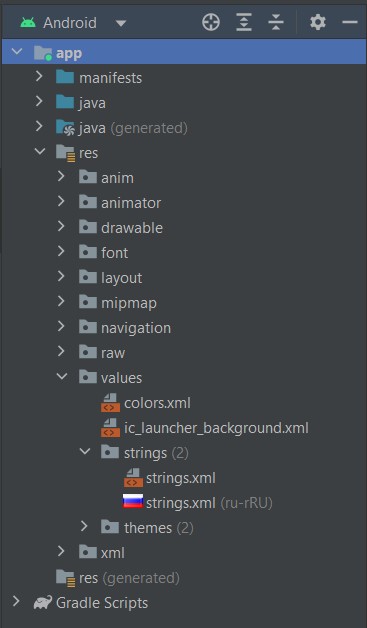 Android
app
manifests
java
java (generated)
res
anim
animator
drawable
font
layout
mipmap
navigation
raw
values
colors.xml
ic_launcher_background.xml
strings (2)
strings.xml
strings.xml (ru-rRU)
themes (2)
xml
res (generated)
Gradle Scripts